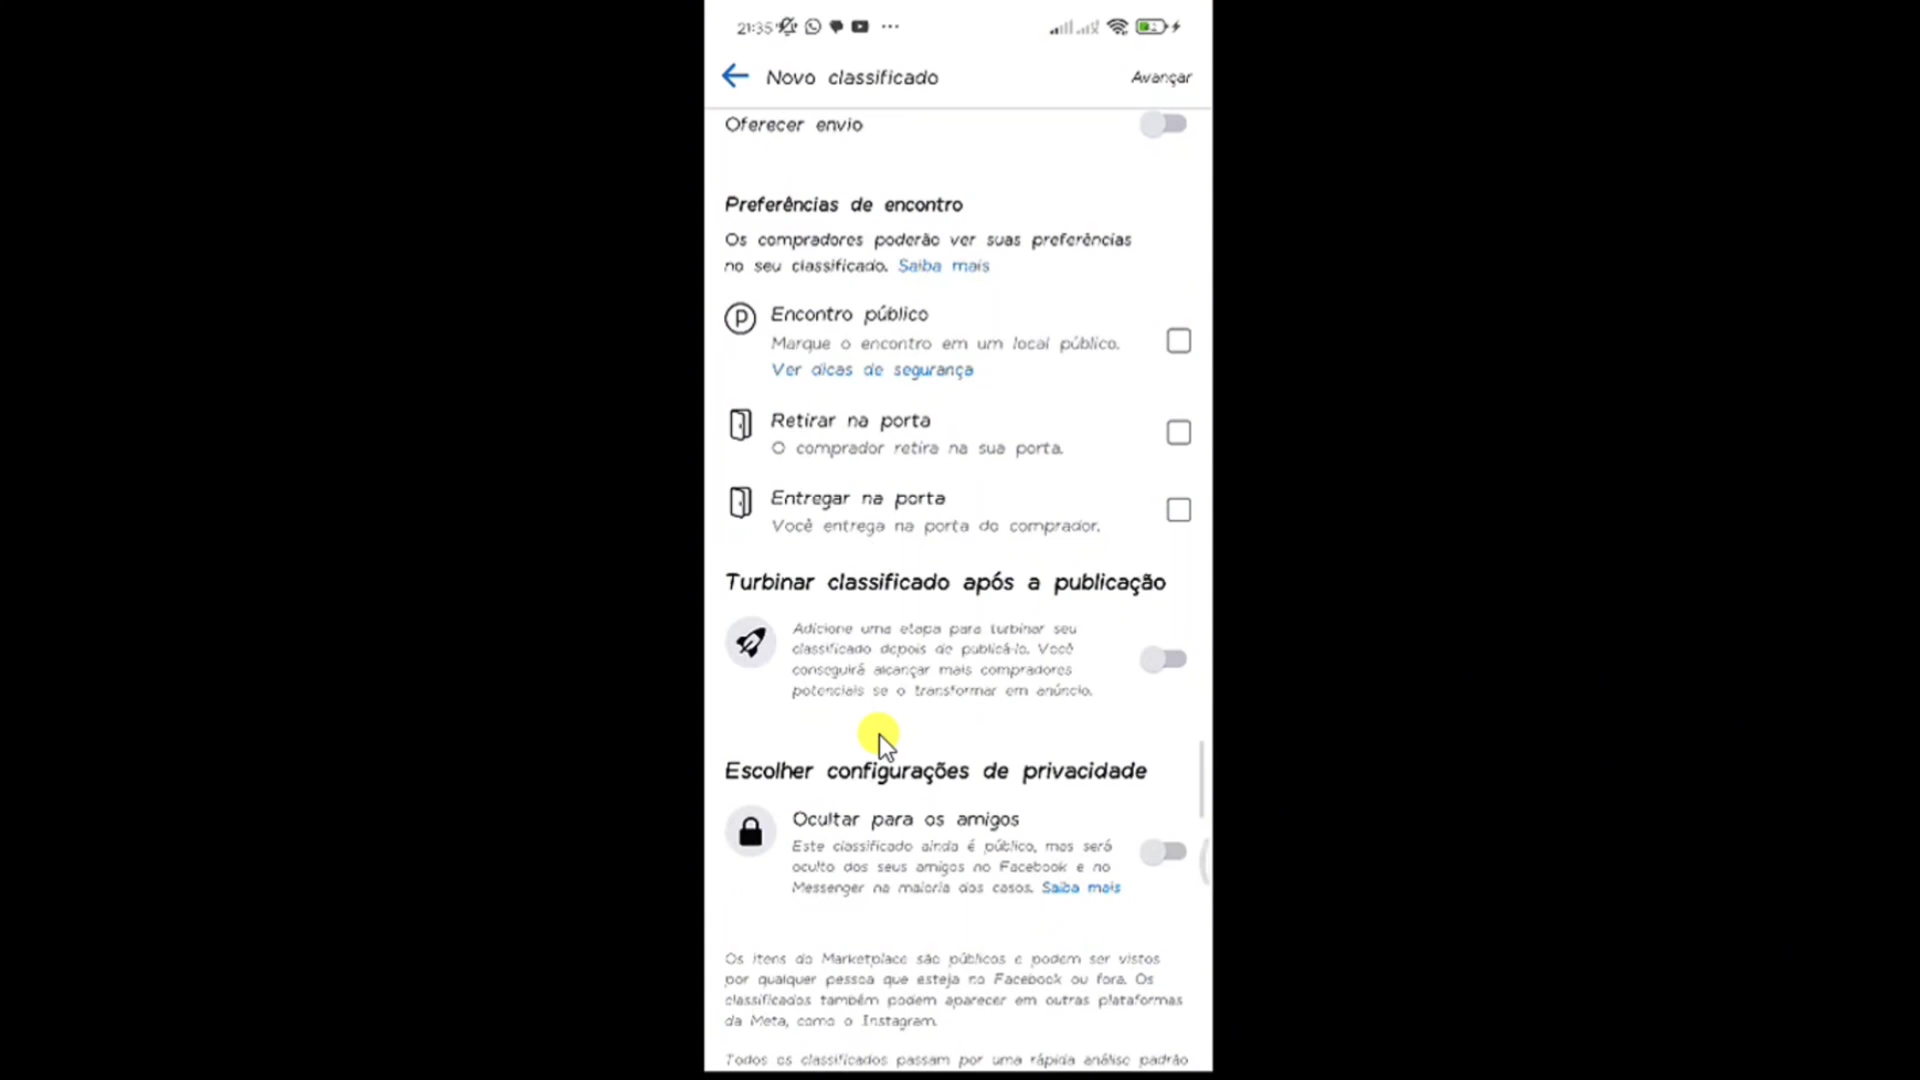 21:35
Novo classificado
Avançar
Oferecer envio
Preferências de encontro
Os compradores poderão ver suas preferências
no seu classificado. Saiba mais
Encontro público
Marque o encontro em um local público.
Ver dicas de segurança
Retirar na porta
O comprador retira na sua porta.
Entregar na porta
Você entrega na porta do comprador.
Turbinar classificado após a publicação
Adicione uma etapa para turbinar seu
classificado depois de publicá-lo. Você
conseguirá alcançar mais compradores
potenciais se o transformar em anúncio.
Escolher configurações de privacidade
Ocultar para os amigos
Este classificado ainda é público, mas será
oculto dos seus amigos no Facebook e no
Messenger na maioria dos casos. Saiba mais
Os itens do Marketplace são públicos e podem ser vistos
por qualquer pessoa que esteja no Facebook ou fora. Os
classificados também podem aparecer em outras plataformas
da Meta, como o Instagram.
Todos os classificados passam por uma rápida análise padrão